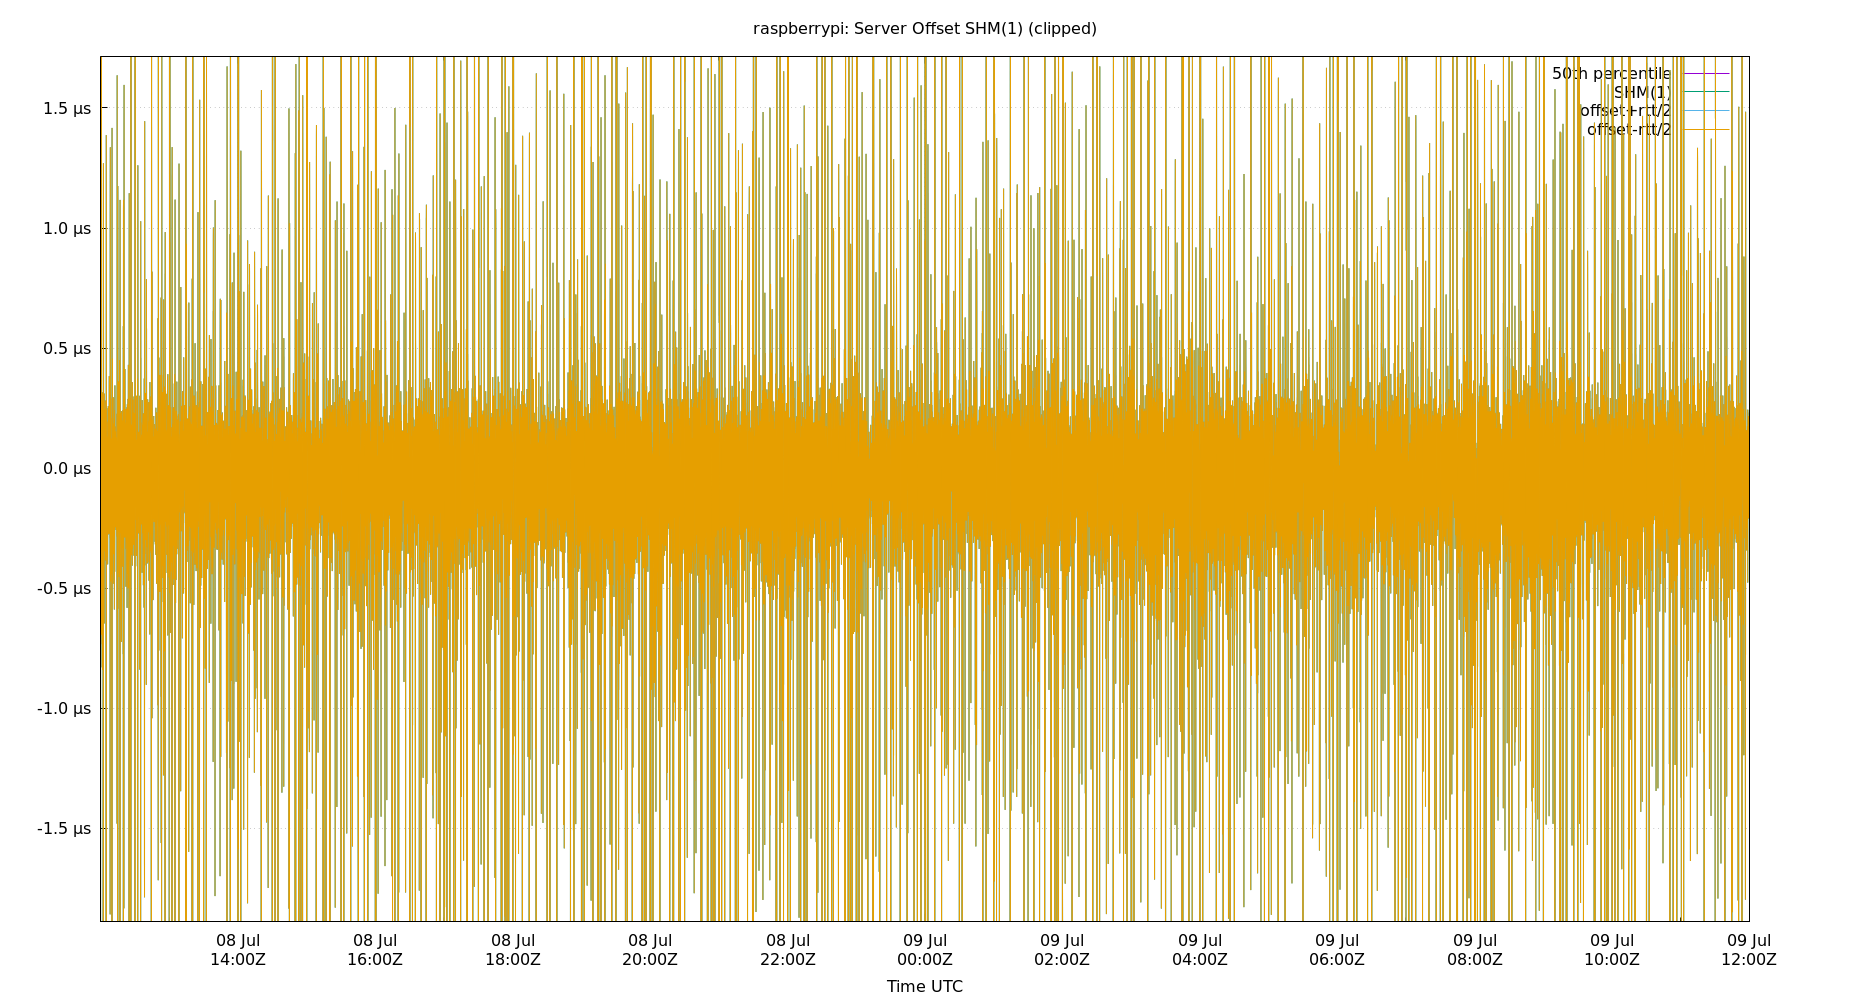 raspberrypi: Server Offset SHM(1) (clipped)
50th percentile
SHM(1)
offset+rtt/2
offset-rtt/2
1.5 µs
1.0 µs
0.5 µs
0.0 µs
-0.5 µs
-1.0 µs
-1.5 µs
08 Jul 08 Jul 08 Jul 08 Jul 08 Jul 09 Jul 09 Jul 09 Jul 09 Jul 09 Jul 09 Jul 09 Jul
14:00Z 16:00Z 18:00Z 20:00Z 22:00Z 00:00Z 02:00Z 04:00Z 06:00Z 08:00Z 10:00Z 12:00Z
Time UTC